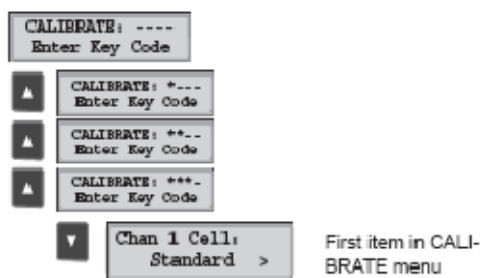 CALIBRATE: ----
Enter Key Code
CALIBRATE: *---
Enter Key Code
CALIBRATE: **--
Enter Key Code
CALIBRATE: ***-
Enter Key Code
Chan 1 Cell:
Standard >
First item in CALI-
BRATE menu